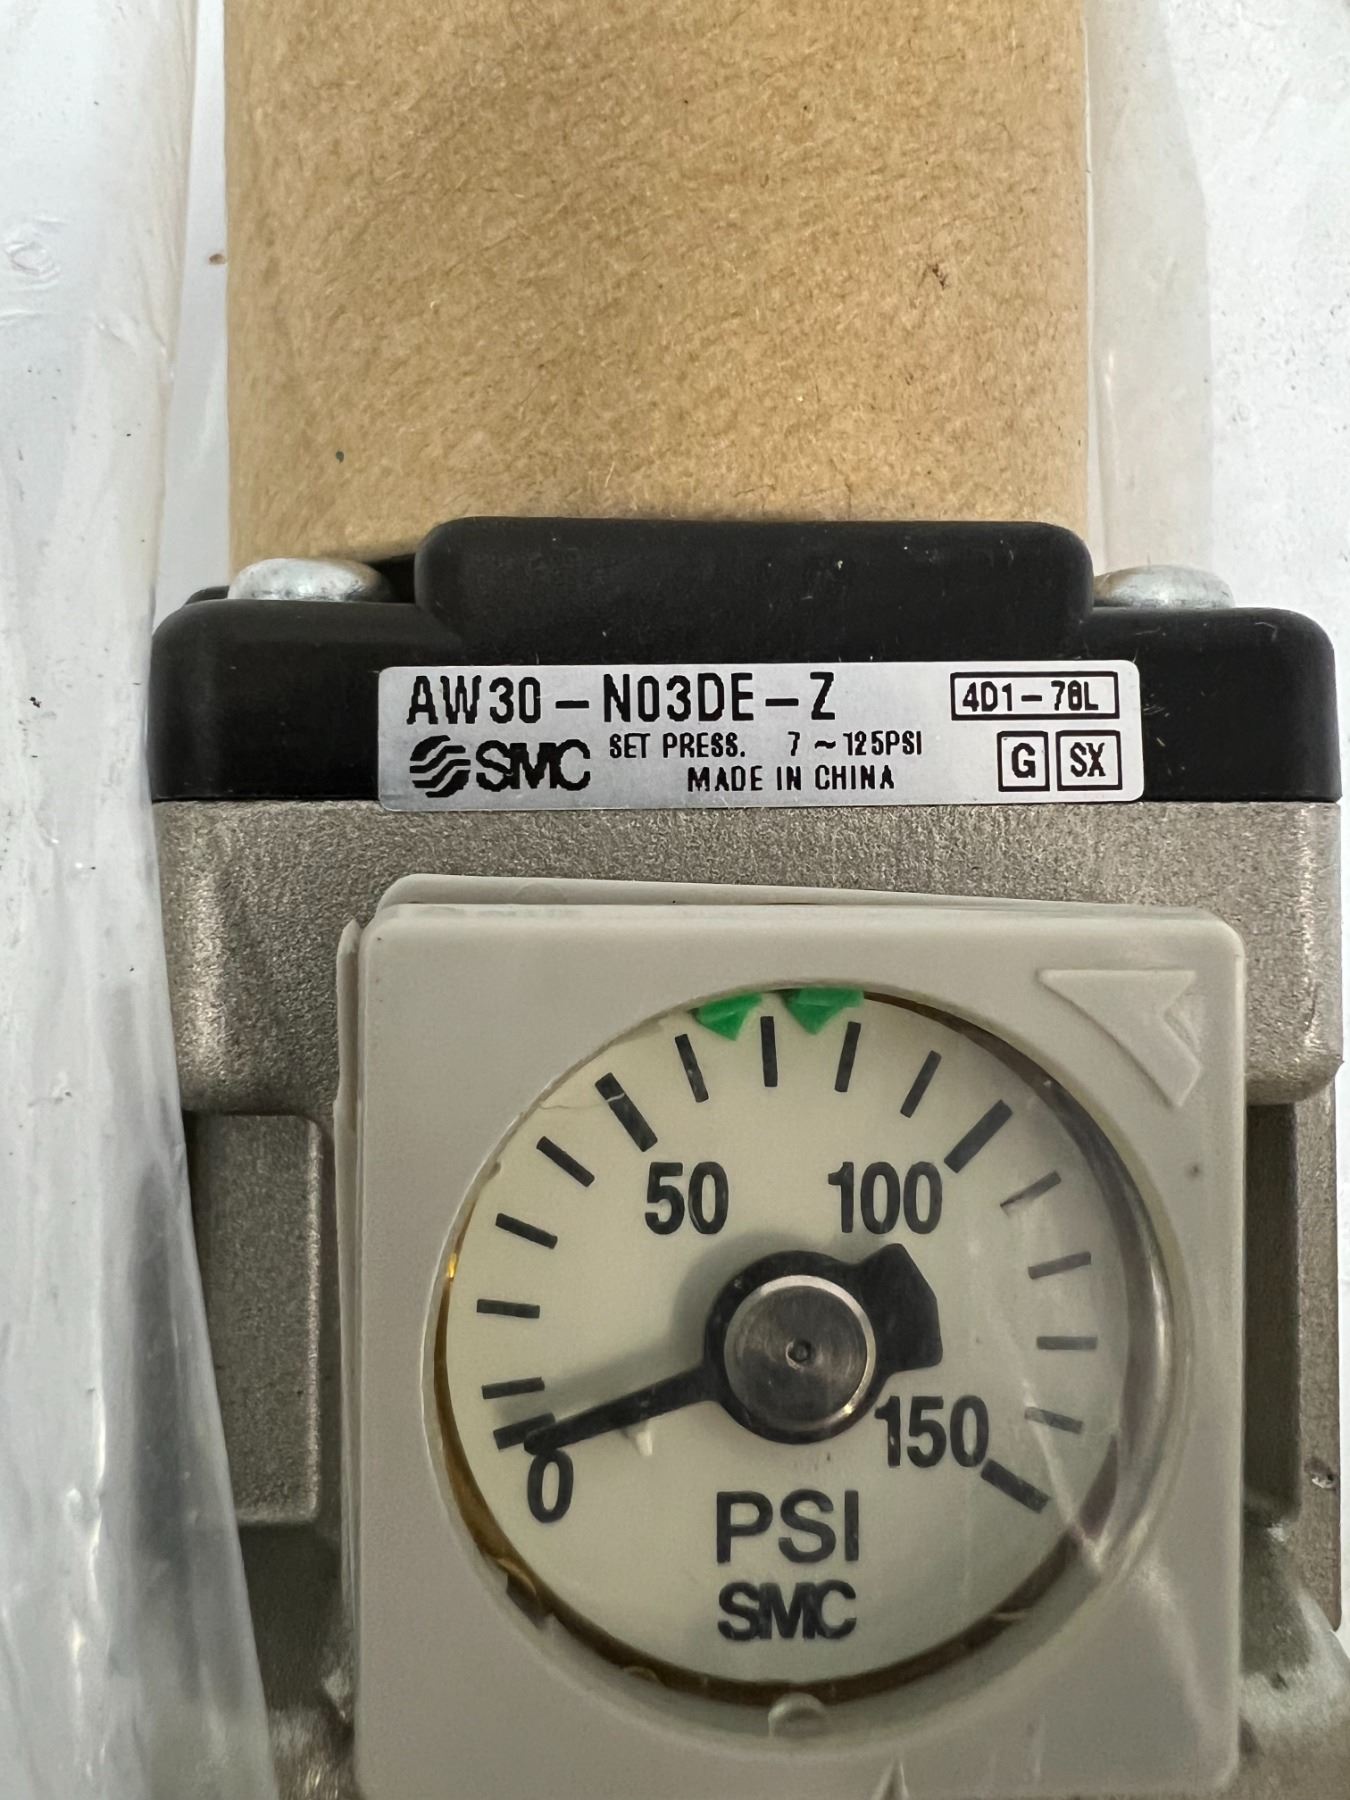 AW30-N03DE-Z 4D1-78L
SMC SET PRESS. 7~125PSI G SX
MADE IN CHINA
50 100
0 150
PSI
SMC